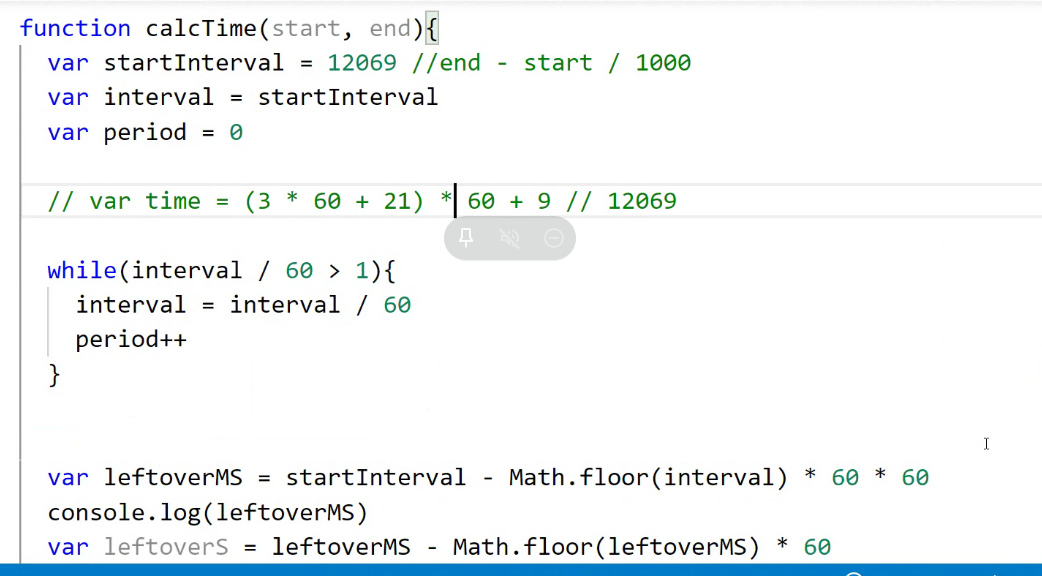 function calcTime(start, end){
var startInterval = 12069 //end - start / 1000
var interval = startInterval
var period = 0
// var time = (3 * 60 + 21) * 60 + 9 // 12069
while(interval / 60 > 1){
interval = interval / 60
period++
}
var leftoverMS = startInterval - Math.floor(interval) * 60 * 60
console.log(leftoverMS)
var leftoverS = leftoverMS - Math.floor(leftoverMS) * 60